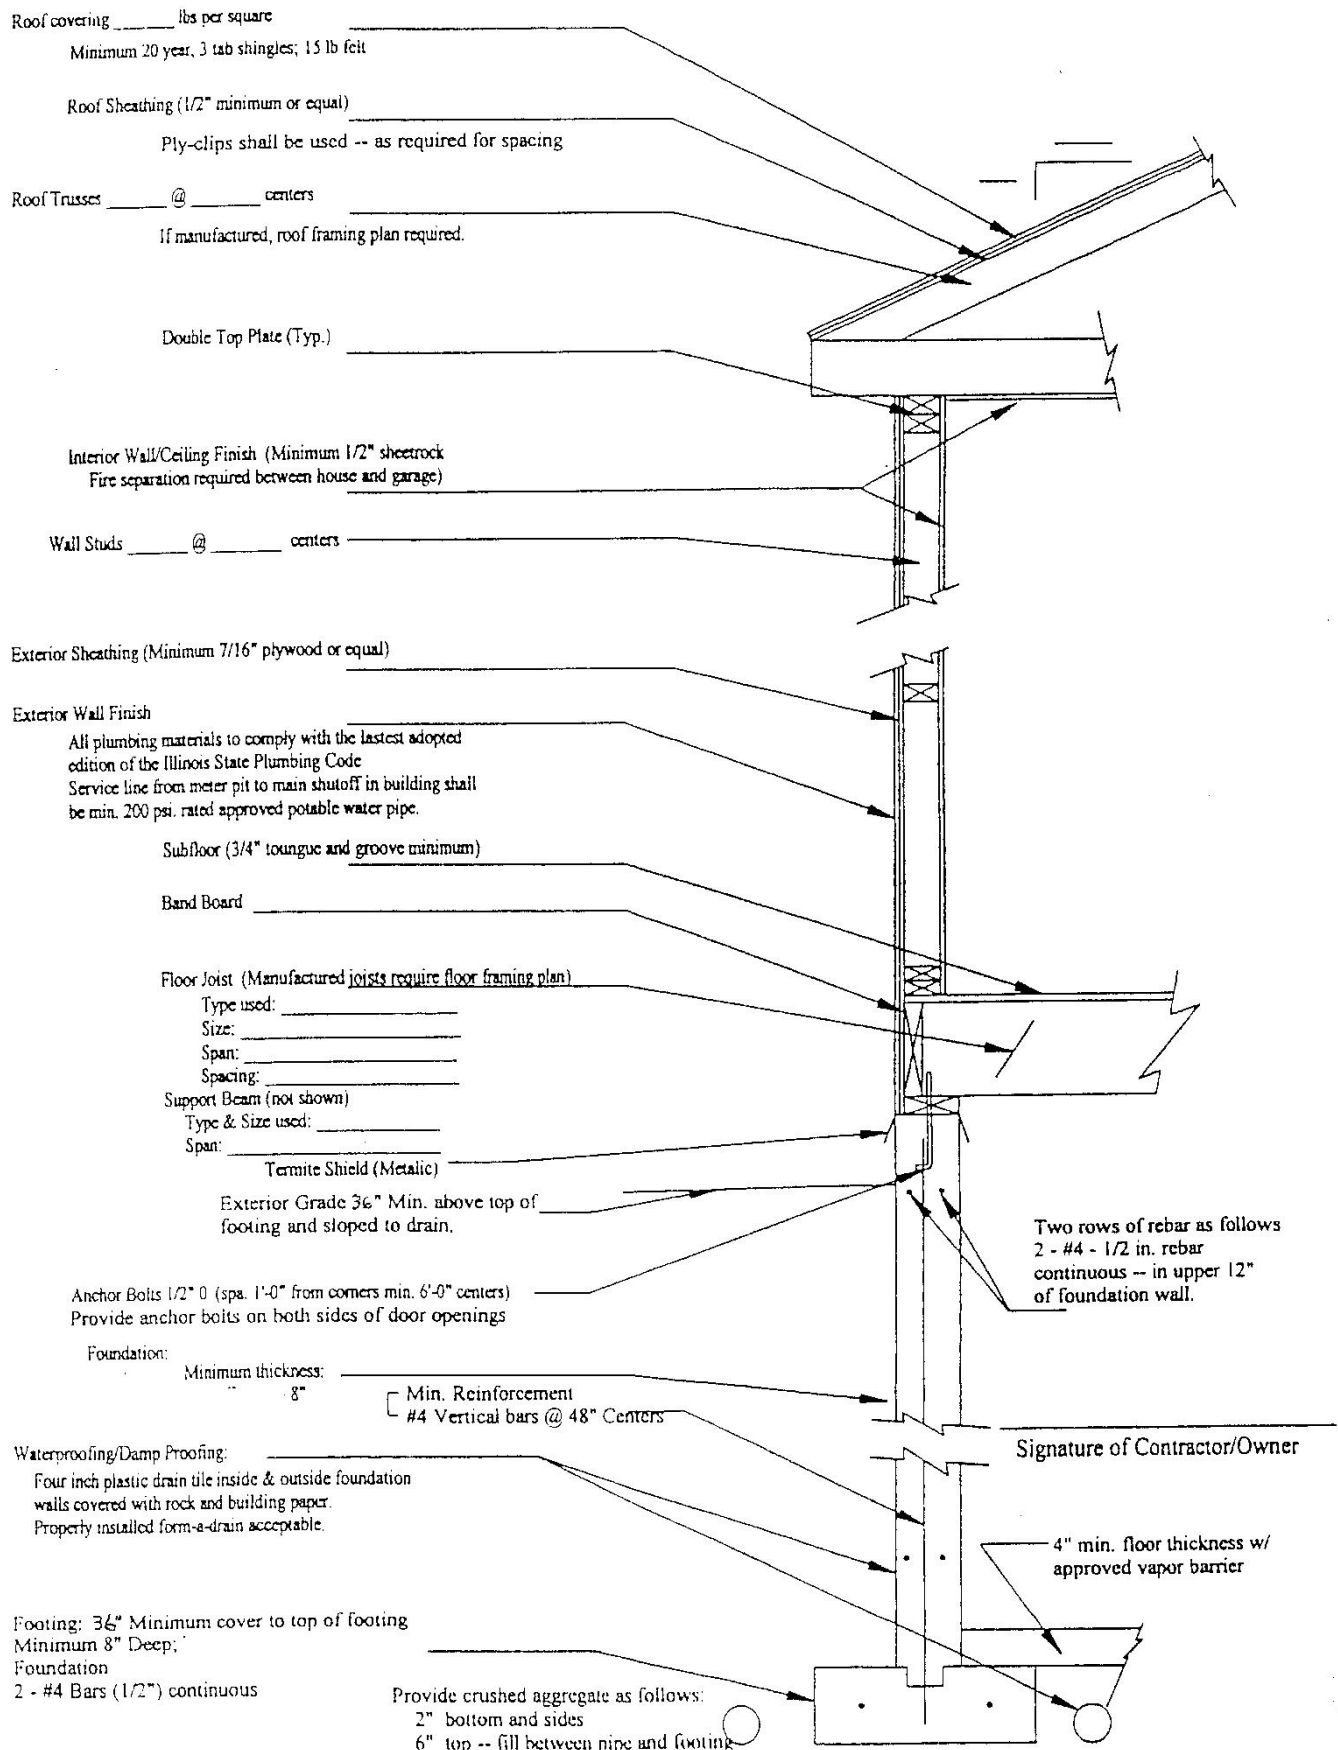 Roof covering ______ lbs per square
Minimum 20 year, 3 tab shingles; 15 lb felt
Roof Sheathing (1/2" minimum or equal)
Ply-clips shall be used -- as required for spacing
Roof Trusses ______ @ ______ centers
If manufactured, roof framing plan required.
Double Top Plate (Typ.)
Interior Wall/Ceiling Finish (Minimum 1/2" sheetrock
Fire separation required between house and garage)
Wall Studs ______ @ ______ centers
Exterior Sheathing (Minimum 7/16" plywood or equal)
Exterior Wall Finish
All plumbing materials to comply with the lastest adopted
edition of the Illinois State Plumbing Code
Service line from meter pit to main shutoff in building shall
be min. 200 psi. rated approved potable water pipe.
Subfloor (3/4" toungue and groove minimum)
Band Board
Floor Joist (Manufactured joists require floor framing plan)
Type used: ______
Size: ______
Span: ______
Spacing: ______
Support Beam (not shown)
Type & Size used: ______
Span: ______
Termite Shield (Metalic)
Exterior Grade 36" Min. above top of
footing and sloped to drain.
Two rows of rebar as follows
2 - #4 - 1/2 in. rebar
continuous -- in upper 12"
of foundation wall.
Anchor Bolts 1/2" 0 (spa. 1'-0" from corners min. 6'-0" centers)
Provide anchor bolts on both sides of door openings
Foundation:
Minimum thickness:
8"
Min. Reinforcement
#4 Vertical bars @ 48" Centers
Signature of Contractor/Owner
Waterproofing/Damp Proofing:
Four inch plastic drain tile inside & outside foundation
walls covered with rock and building paper.
Properly installed form-a-drain acceptable.
4" min. floor thickness w/
approved vapor barrier
Footing: 36" Minimum cover to top of footing
Minimum 8" Deep;
Foundation
2 - #4 Bars (1/2") continuous
Provide crushed aggregate as follows:
2" bottom and sides
6" top -- fill between pipe and footing